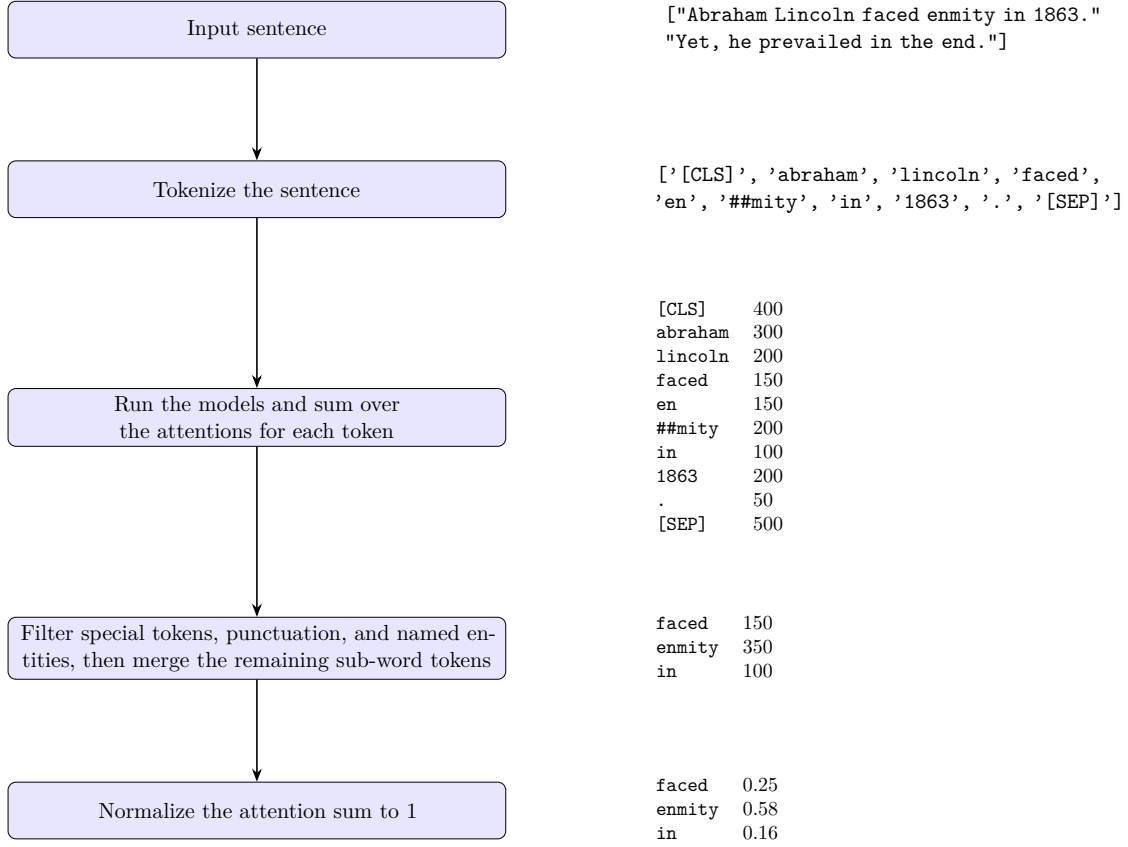 Input sentence
["Abraham Lincoln faced enmity in 1863."
"Yet, he prevailed in the end."]
Tokenize the sentence
['[CLS]', 'abraham', 'lincoln', 'faced',
'en', '##mity', 'in', '1863', '.', '[SEP]']
Run the models and sum over
the attentions for each token
[CLS] 400
abraham 300
lincoln 200
faced 150
en 150
##mity 200
in 100
1863 200
. 50
[SEP] 500
Filter special tokens, punctuation, and named en-
tities, then merge the remaining sub-word tokens
faced 150
enmity 350
in 100
Normalize the attention sum to 1
faced 0.25
enmity 0.58
in 0.16